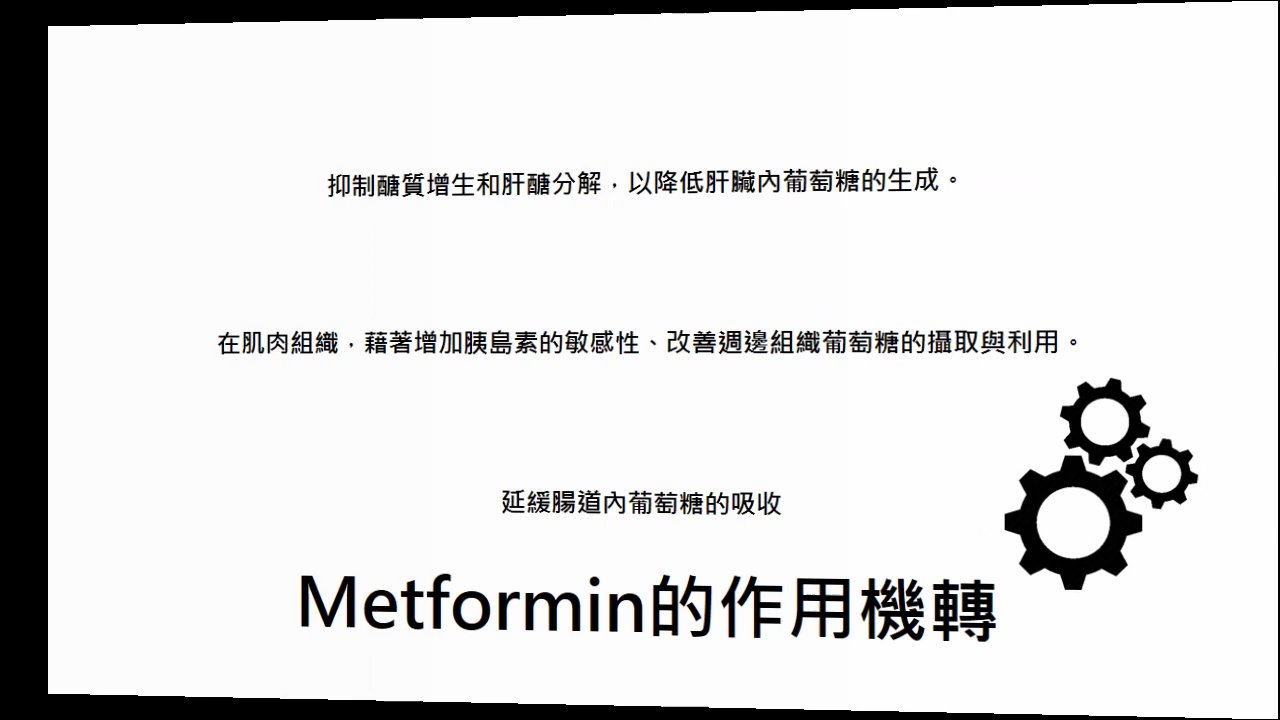 抑制醣質增生和肝醣分解，以降低肝臟內葡萄糖的生成。
在肌肉組織，藉著增加胰島素的敏感性、改善週邊組織葡萄糖的攝取與利用。
延緩腸道內葡萄糖的吸收
Metformin的作用機轉